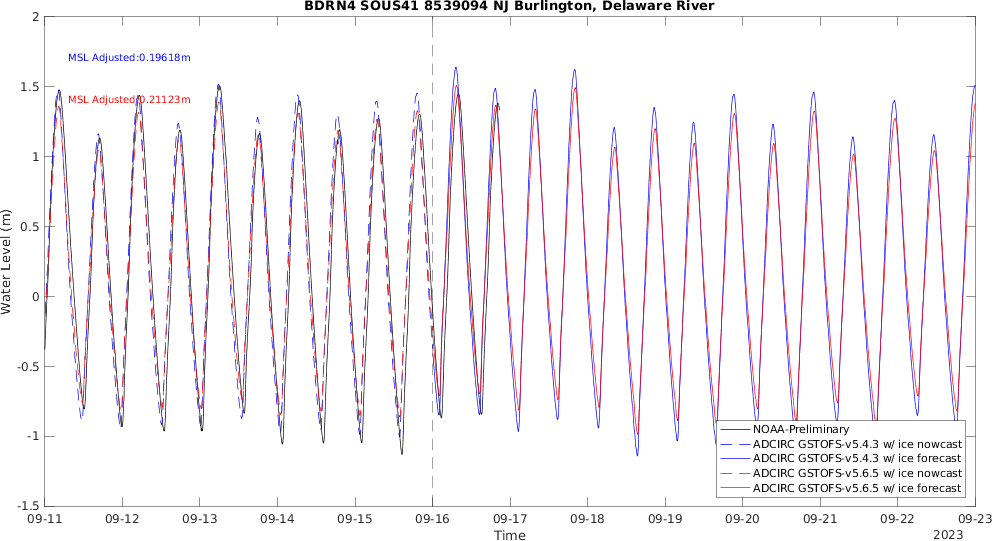 BDRN4 SOUS41 8539094 NJ Burlington, Delaware River
2
1.5
1
0.5
0
-0.5
-1
-1.5
Water Level (m)
MSL Adjusted:0.19618m
MSL Adjusted:0.21123m
NOAA-Preliminary
ADCIRC GSTOFS-v5.4.3 w/ ice nowcast
ADCIRC GSTOFS-v5.4.3 w/ ice forecast
ADCIRC GSTOFS-v5.6.5 w/ ice nowcast
ADCIRC GSTOFS-v5.6.5 w/ ice forecast
09-11 09-12 09-13 09-14 09-15 09-16 09-17 09-18 09-19 09-20 09-21 09-22 09-23
Time
2023